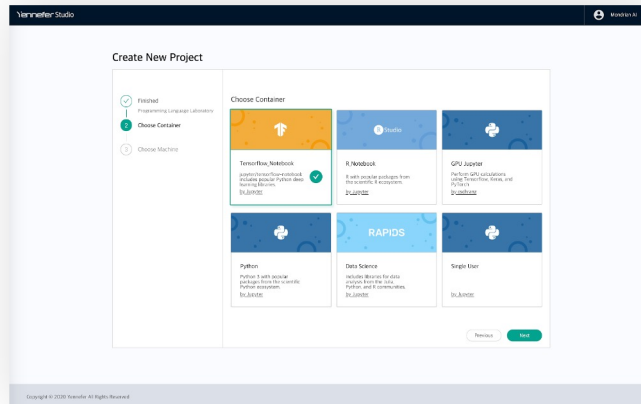 Yennefer Studio
Mondrian AI
Create New Project
Finished
Programming Language Laboratory
2
Choose Container
3
Choose Machine
Choose Container
Tensorflow_Notebook
jupyter/tensorflow-notebook
includes popular Python deep
learning libraries.
by Jupyter
R Studio
R Notebook
R with popular packages from
the scientific R ecosystem.
by Jupyter
GPU Jupyter
Perform GPU calculations
using Tensorflow, Keras, and
PyTorch
Python
Python 3 with popular
packages from the scientific
Python ecosystem.
by Jupyter
RAPIDS
Data Science
includes libraries for data
analysis from the Julia,
Python, and R communities.
by Jupyter
Single User
by Jupyter
Previous
Next
Copyright © 2020 Yennefer All Rights Reserved